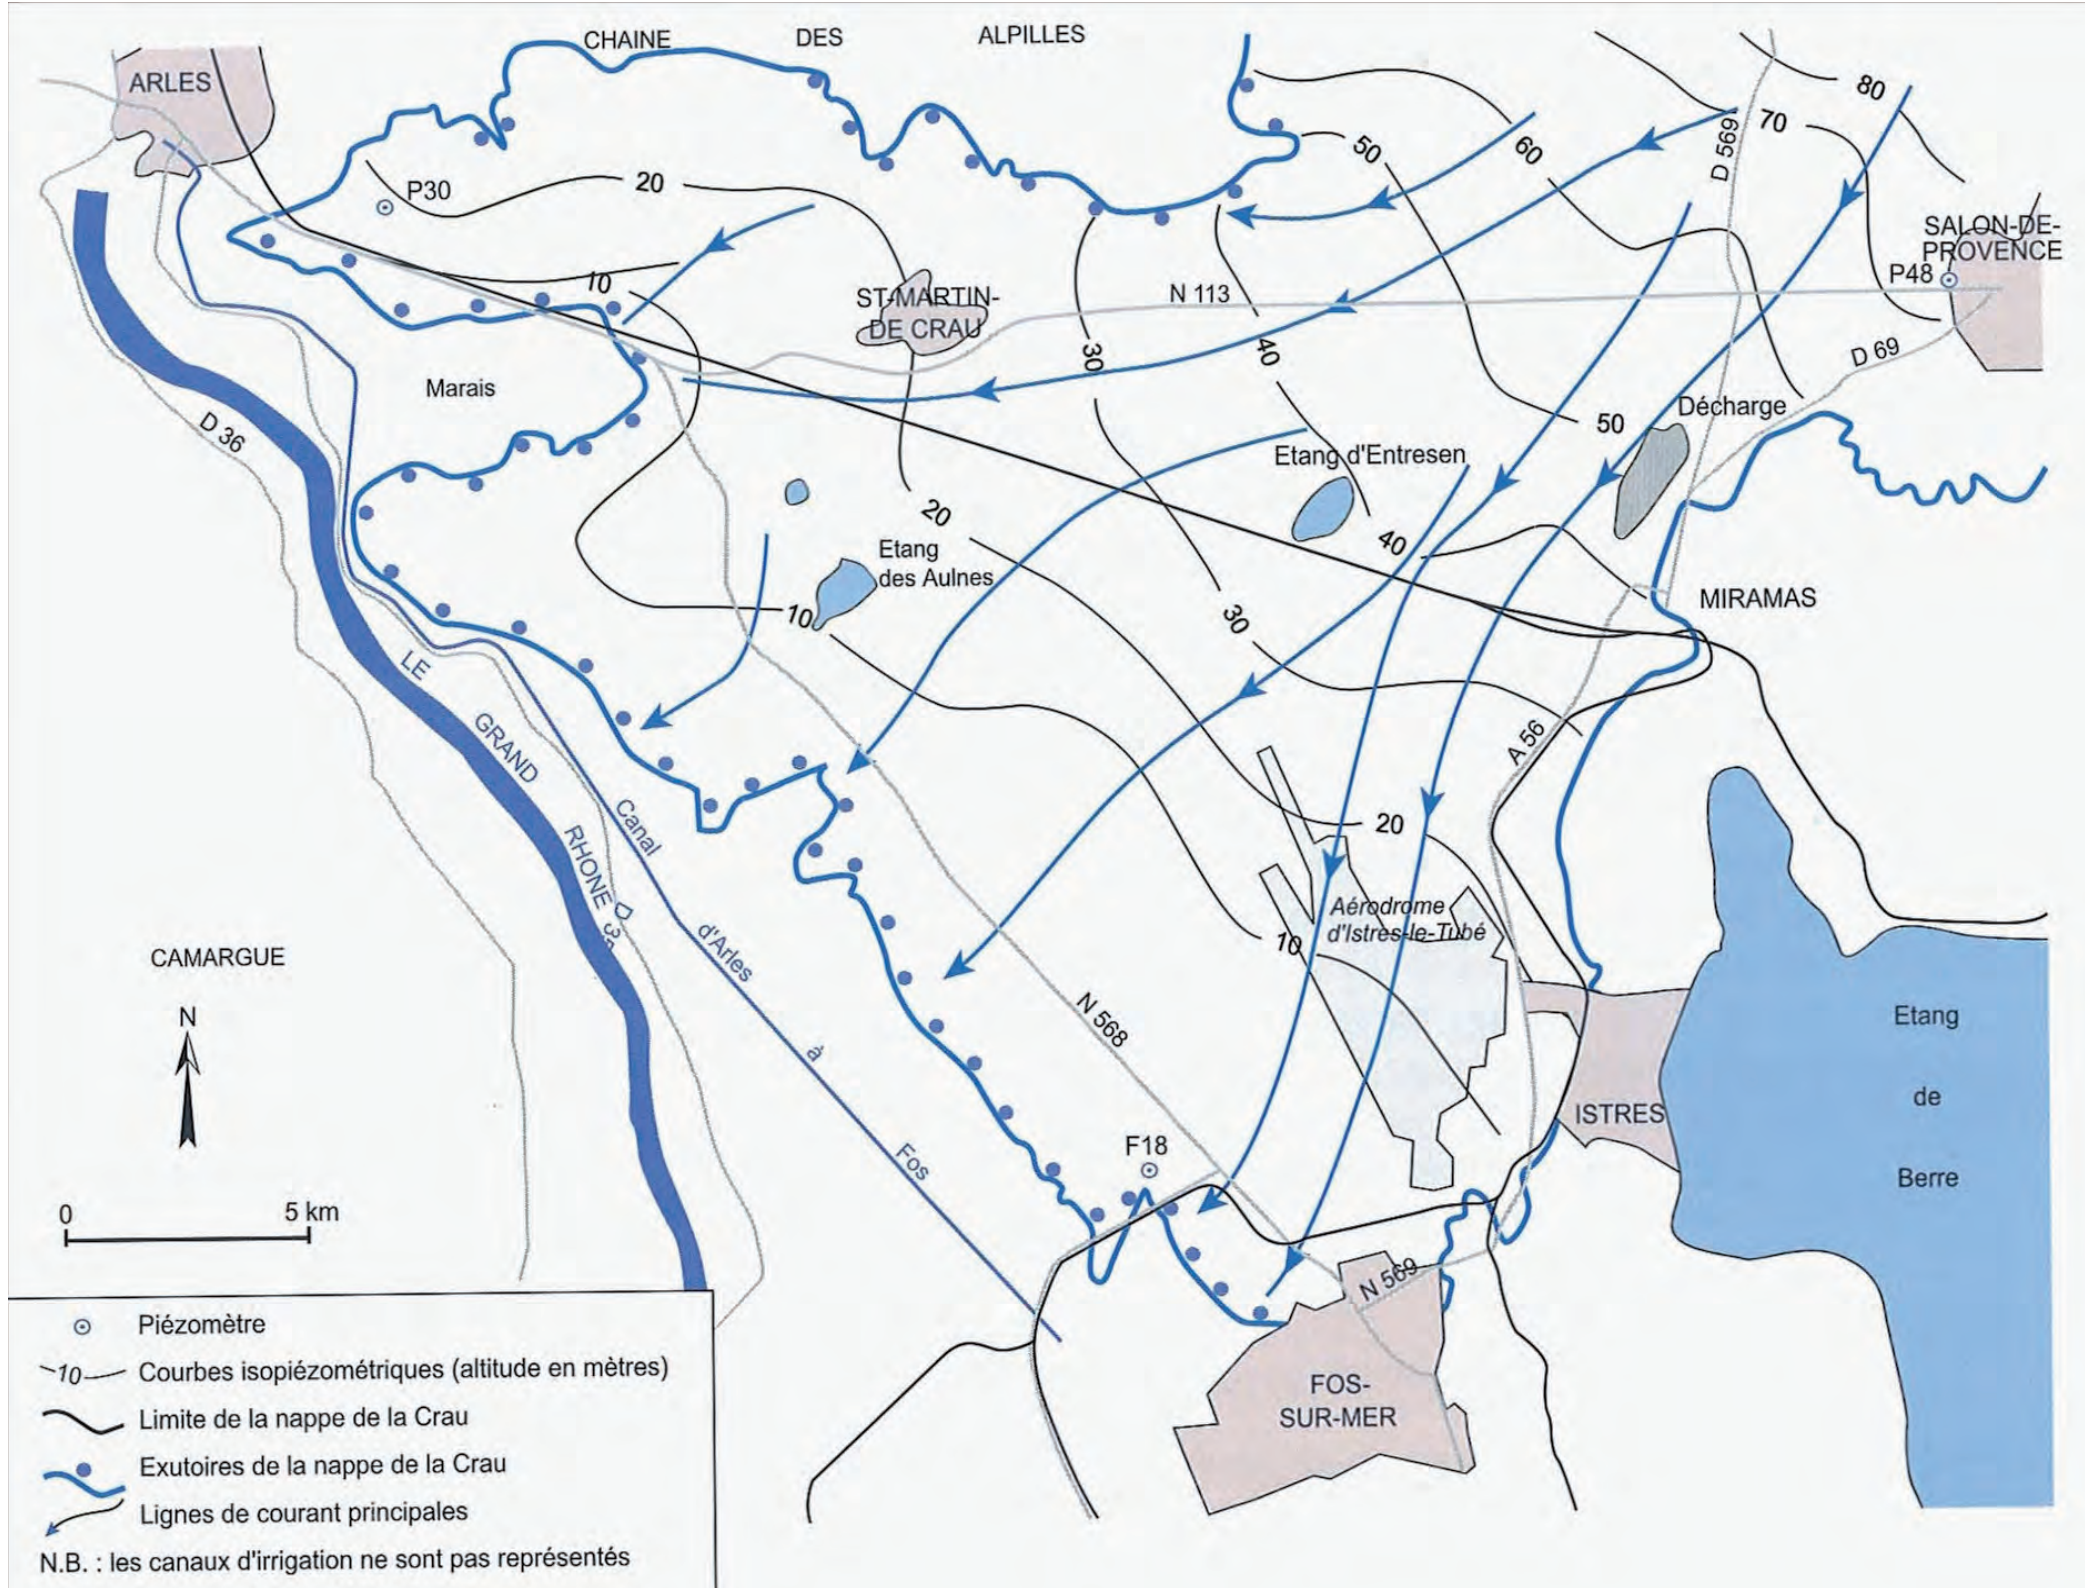 CHAINE DES ALPILLES
ARLES
80
70
D 569
60
50
P30
20
SALON-DE-
PROVENCE
P48
10
N 113
ST-MARTIN-
DE CRAU
30
40
D 69
Marais
Décharge
50
D 36
Etang d'Entresen
20
40
Etang
des Aulnes
MIRAMAS
10
30
LE
GRAND
RHONE
A 56
Canal
d'Arles
à
Fos
20
Aérodrome
d'Istres-le-Tubé
10
CAMARGUE
N
N 568
Etang
de
Berre
ISTRES
F18
0 5 km
N 569
FOS-
SUR-MER
Piézomètre
10 Courbes isopiézométriques (altitude en mètres)
Limite de la nappe de la Crau
Exutoires de la nappe de la Crau
Lignes de courant principales
N.B. : les canaux d'irrigation ne sont pas représentés